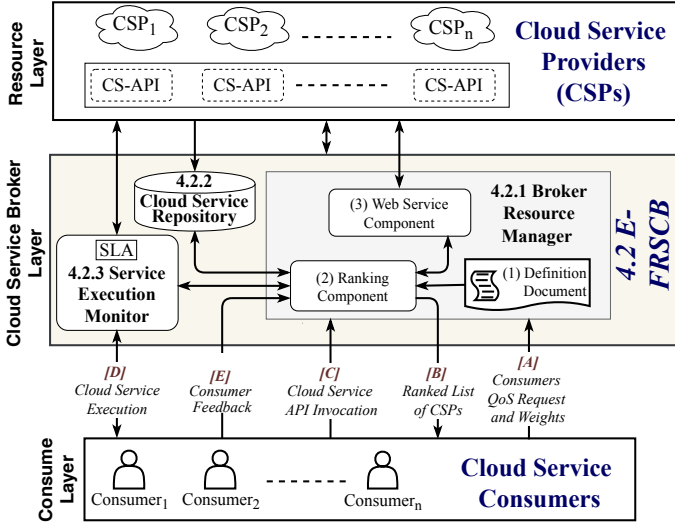 Resource
Layer
CSP1
CSP2
CSPn
Cloud Service
Providers
(CSPs)
CS-API
CS-API
CS-API
Cloud Service Broker
Layer
4.2.2
Cloud Service
Repository
(3) Web Service
Component
4.2.1 Broker
Resource
Manager
4.2 E-
FRSCB
SLA
4.2.3 Service
Execution
Monitor
(2) Ranking
Component
(1) Definition
Document
[D]
Cloud Service
Execution
[E]
Consumer
Feedback
[C]
Cloud Service
API Invocation
[B]
Ranked List
of CSPs
[A]
Consumers
QoS Request
and Weights
Consume
Layer
Consumer1
Consumer2
Consumern
Cloud Service
Consumers